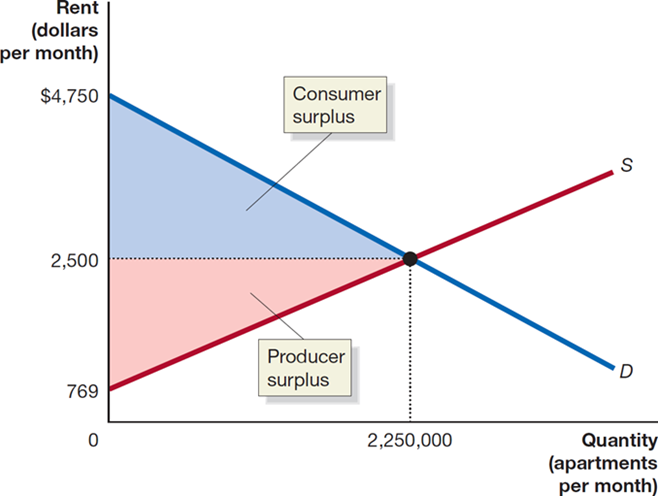 Rent
(dollars
per month)
$4,750
Consumer
surplus
S
2,500
Producer
surplus
D
769
0
2,250,000
Quantity
(apartments
per month)